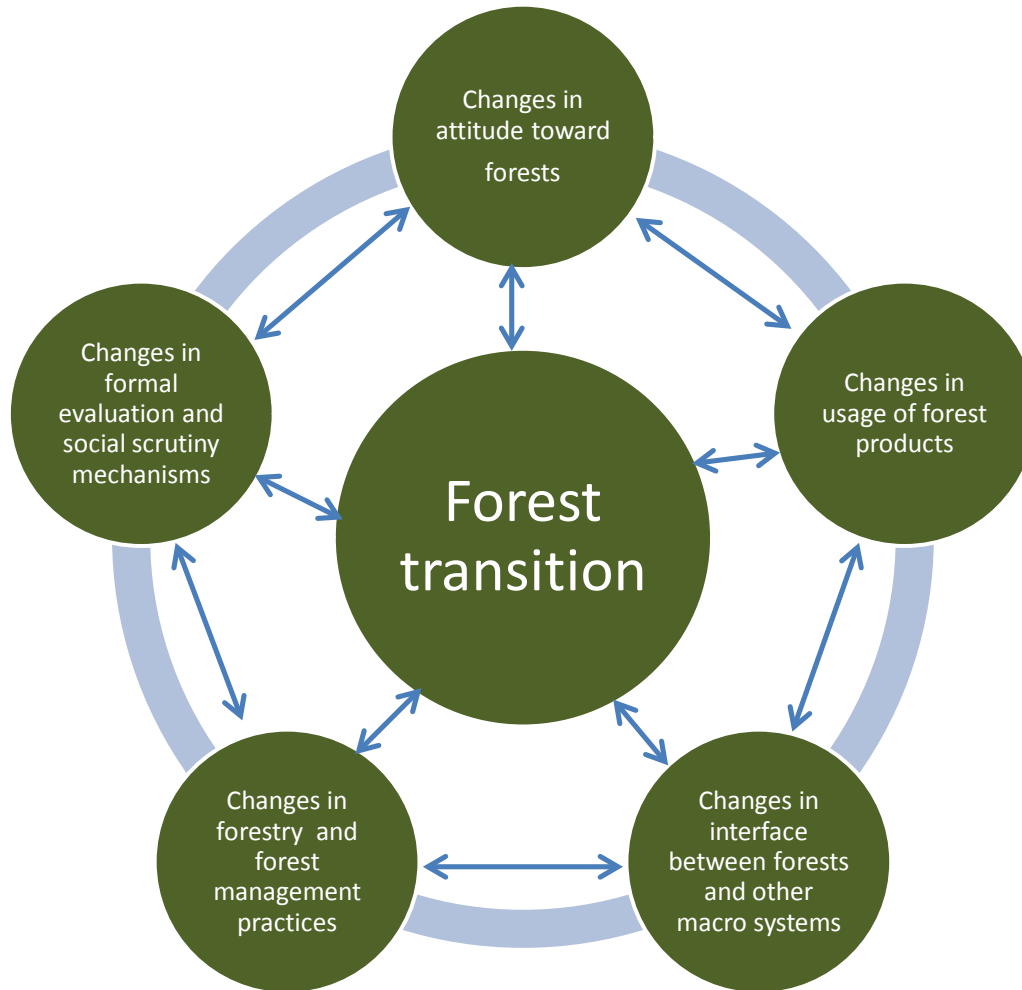 Changes in
attitude toward
forests
Changes in
formal
evaluation and
social scrutiny
mechanisms
Changes in
usage of forest
products
Forest
transition
Changes in
forestry and
forest
management
practices
Changes in
interface
between forests
and other
macro systems